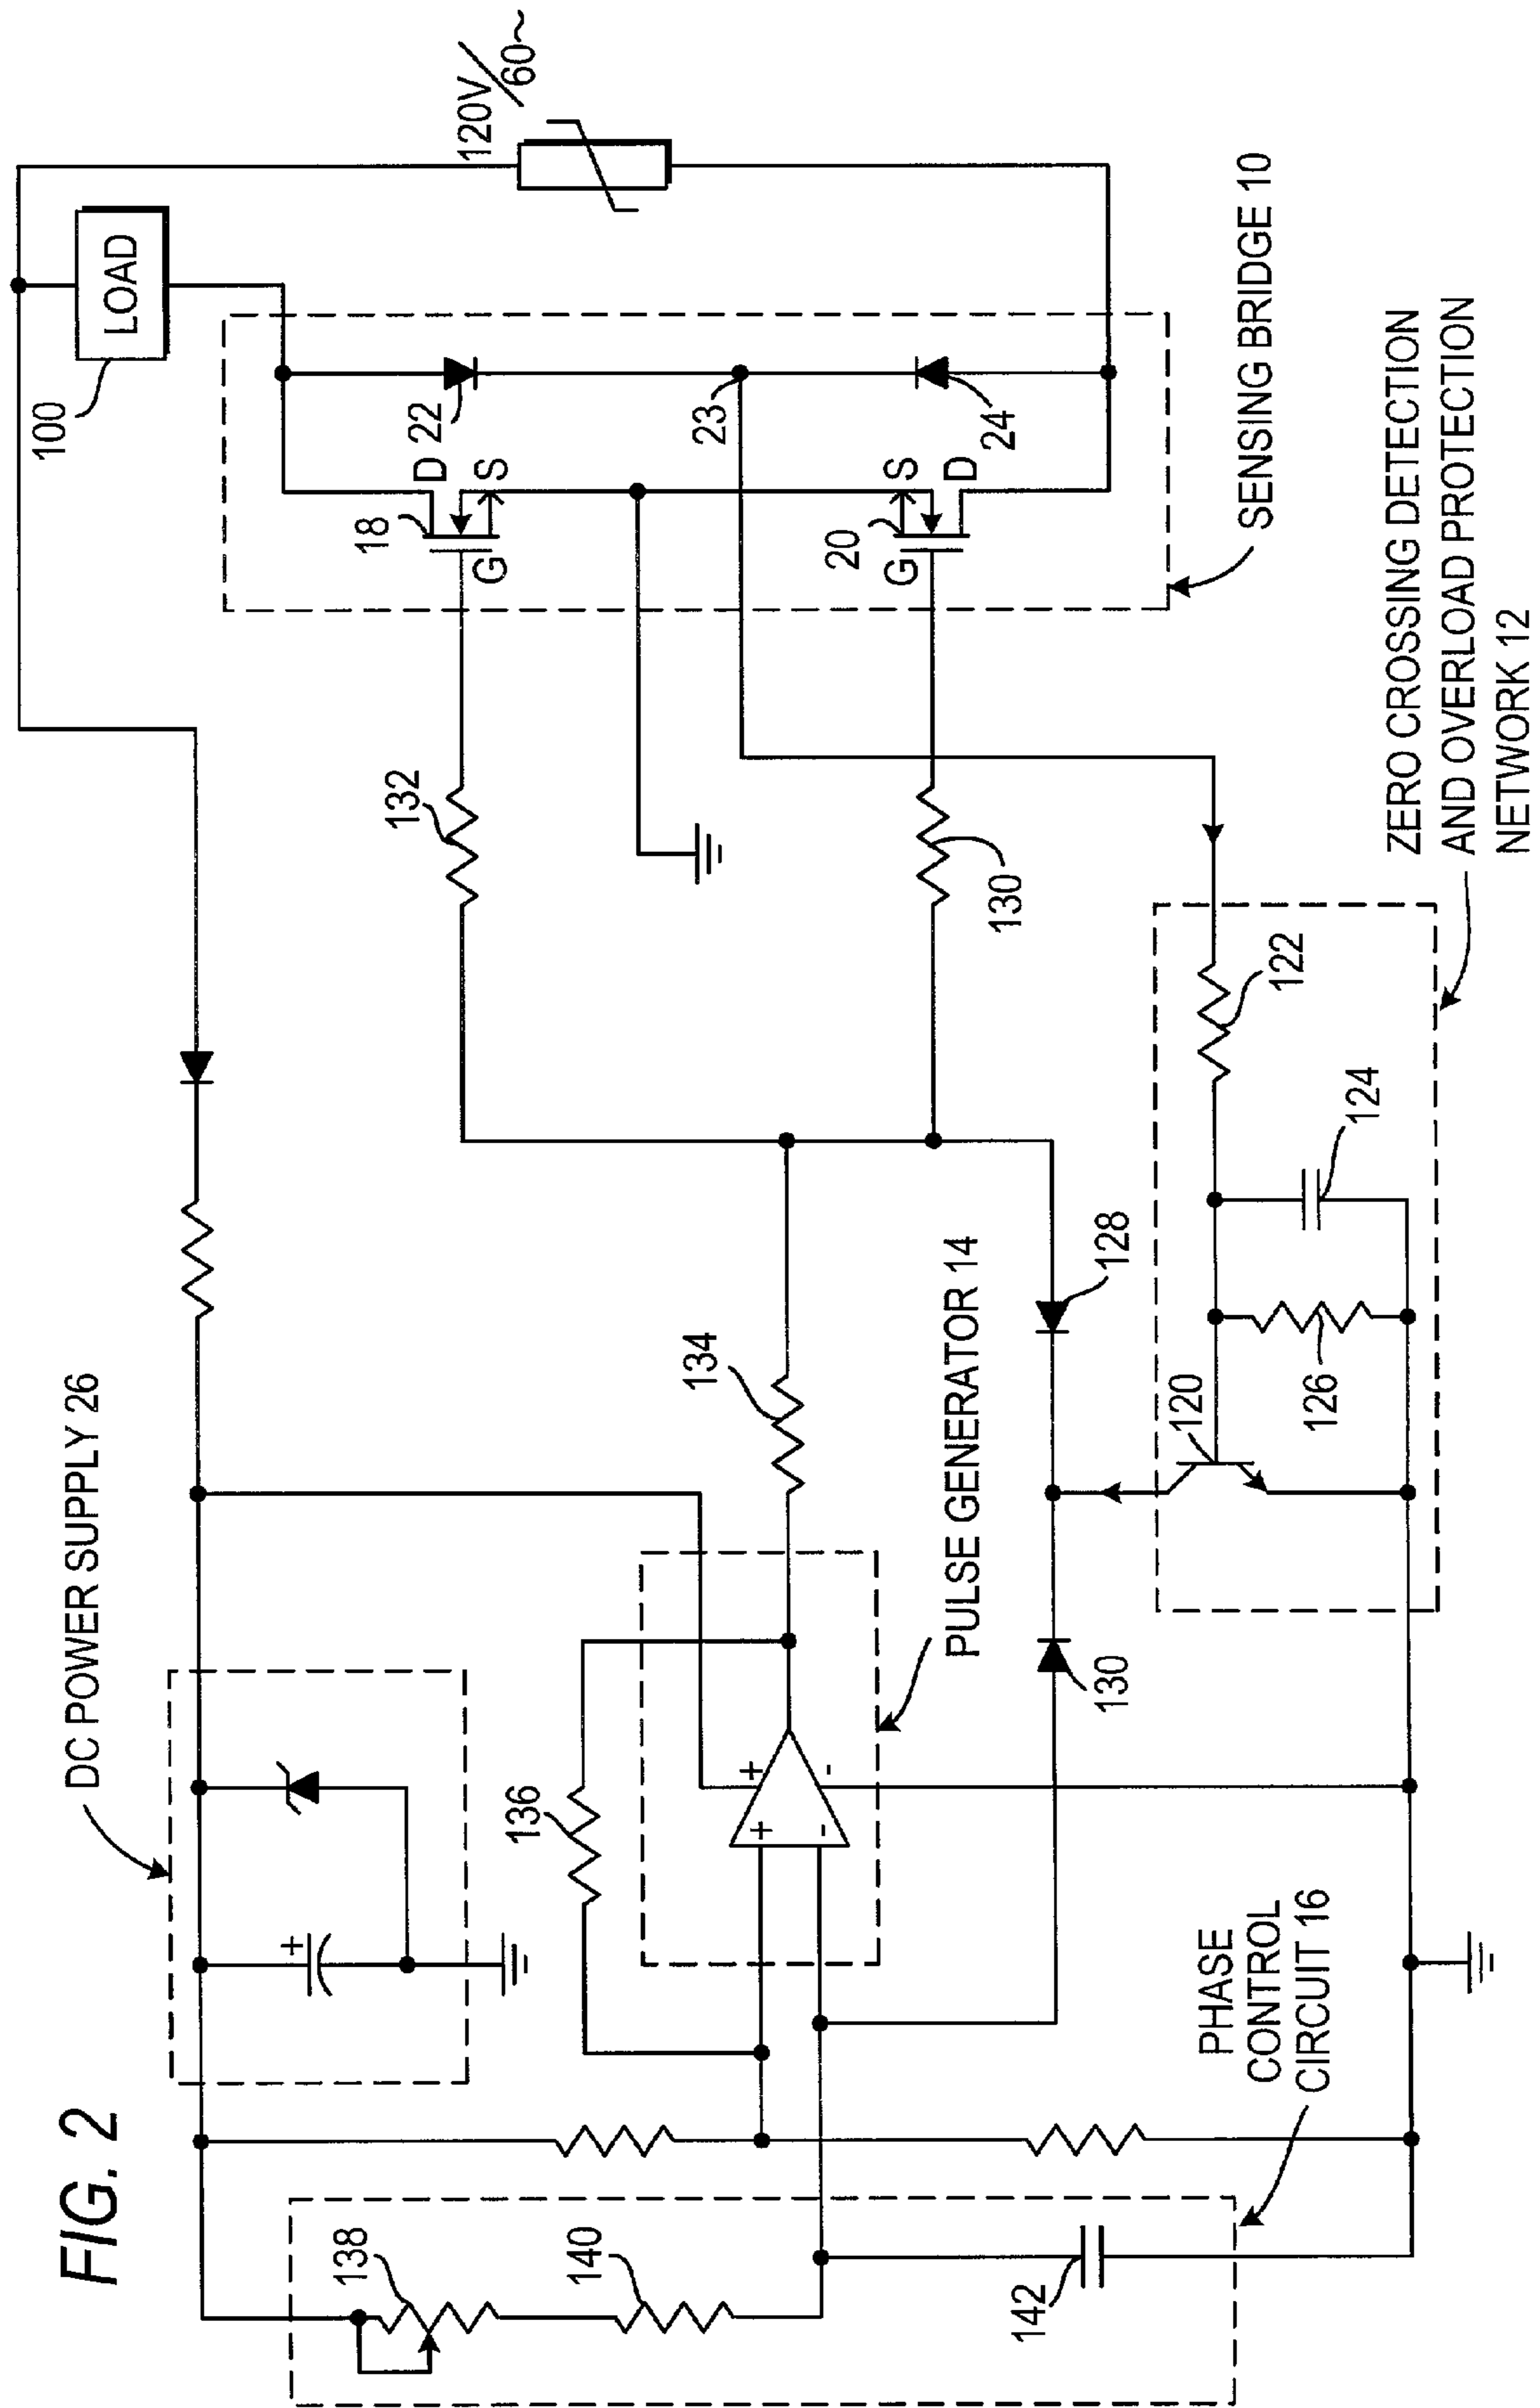 FIG. 2
DC POWER SUPPLY 26
100
LOAD
120V/60~
138
140
142
136
134
132
130
18
D
S
G
22
23
20
S
D
G
24
SENSING BRIDGE 10
+
+
-
+
-
PULSE GENERATOR 14
130
128
120
126
124
122
PHASE
CONTROL
CIRCUIT 16
ZERO CROSSING DETECTION
AND OVERLOAD PROTECTION
NETWORK 12